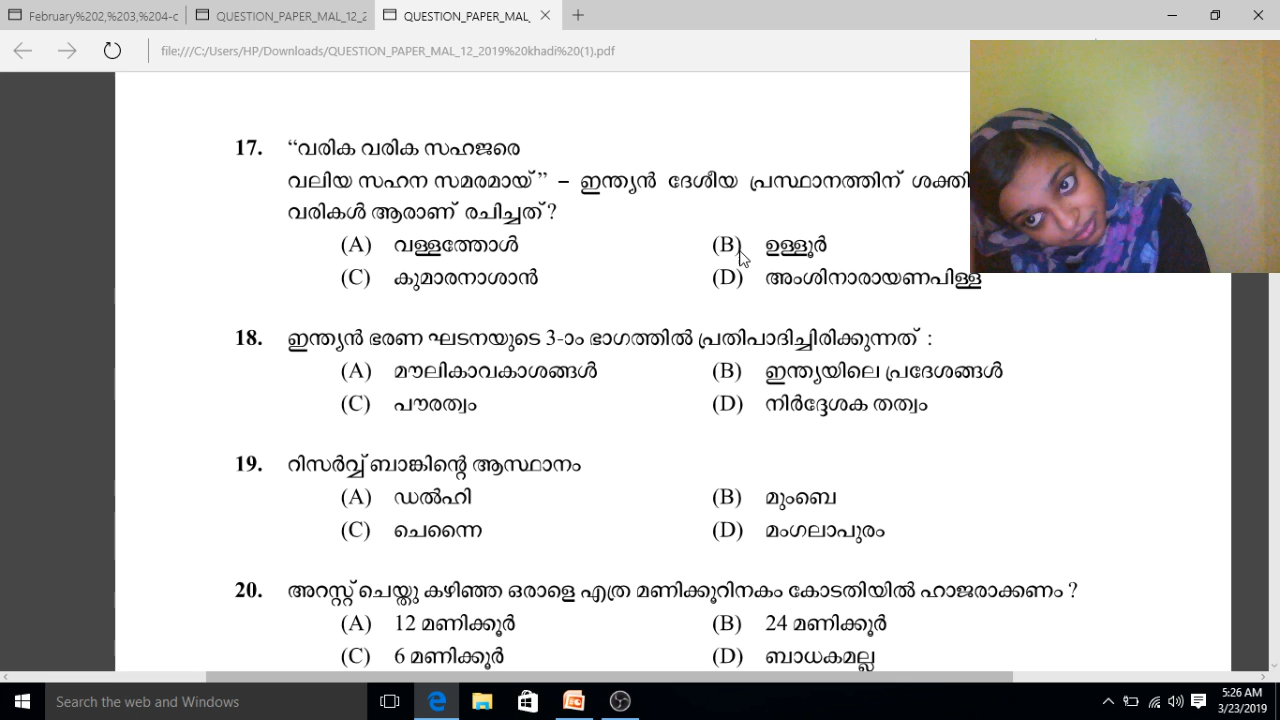 February%202,%203,%204-c QUESTION_PAPER_MAL_12_2 QUESTION_PAPER_MAL_
file:///C:/Users/HP/Downloads/QUESTION_PAPER_MAL_12_2019%20khadi%20(1).pdf
17. “വരിക വരിക സഹജരെ
വലിയ സഹന സമരമായ് ” – ഇന്ത്യൻ ദേശീയ പ്രസ്ഥാനത്തിന് ശക്തി
വരികൾ ആരാണ് രചിച്ചത് ?
(A) വള്ളത്തോൾ (B) ഉള്ളൂർ
(C) കുമാരനാശാൻ (D) അംശിനാരായണപിള്ള
18. ഇന്ത്യൻ ഭരണ ഘടനയുടെ 3-ാം ഭാഗത്തിൽ പ്രതിപാദിച്ചിരിക്കുന്നത് :
(A) മൗലികാവകാശങ്ങൾ (B) ഇന്ത്യയിലെ പ്രദേശങ്ങൾ
(C) പൗരത്വം (D) നിർദ്ദേശക തത്വം
19. റിസർവ്വ് ബാങ്കിന്റെ ആസ്ഥാനം
(A) ഡൽഹി (B) മുംബെ
(C) ചെന്നൈ (D) മംഗലാപുരം
20. അറസ്റ്റ് ചെയ്തു കഴിഞ്ഞ ഒരാളെ എത്ര മണിക്കൂറിനകം കോടതിയിൽ ഹാജരാക്കണം ?
(A) 12 മണിക്കൂർ (B) 24 മണിക്കൂർ
(C) 6 മണിക്കൂർ (D) ബാധകമല്ല
Search the web and Windows
5:26 AM
3/23/2019